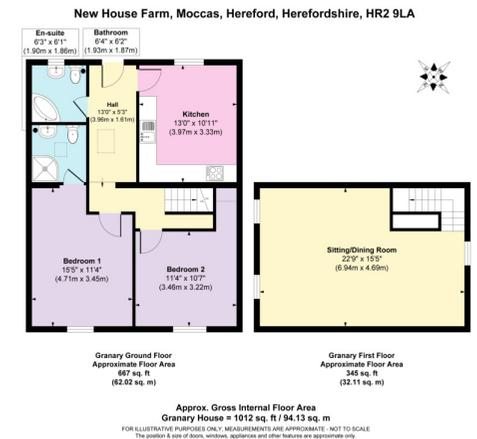 New House Farm, Moccas, Hereford, Herefordshire, HR2 9LA
En-suite
6'3" x 6'1"
(1.90m x 1.86m)
Bathroom
6'4" x 6'2"
(1.93m x 1.87m)
Hall
13'0" x 5'3"
(3.96m x 1.61m)
Kitchen
13'0" x 10'11"
(3.97m x 3.33m)
Bedroom 1
15'5" x 11'4"
(4.71m x 3.45m)
Bedroom 2
11'4" x 10'7"
(3.46m x 3.22m)
Sitting/Dining Room
22'9" x 15'5"
(6.94m x 4.69m)
Granary Ground Floor
Approximate Floor Area
667 sq. ft
(62.02 sq. m)
Granary First Floor
Approximate Floor Area
345 sq. ft
(32.11 sq. m)
Approx. Gross Internal Floor Area
Granary House = 1012 sq. ft / 94.13 sq. m
FOR ILLUSTRATIVE PURPOSES ONLY, MEASUREMENTS ARE APPROXIMATE - NOT TO SCALE
The position & size of doors, windows, appliances and other features are approximate only.